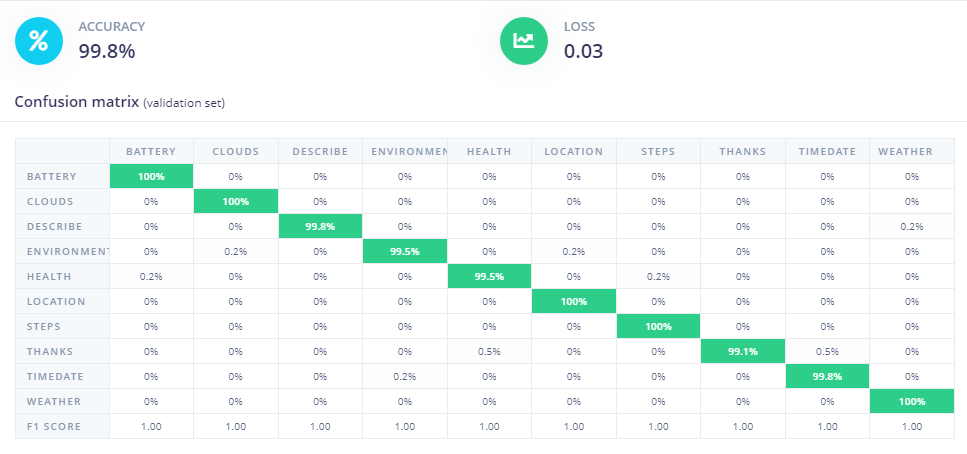 ACCURACY LOSS
99.8% 0.03
Confusion matrix (validation set)
BATTERY CLOUDS DESCRIBE ENVIRONMEN HEALTH LOCATION STEPS THANKS TIMEDATE WEATHER
BATTERY 100% 0% 0% 0% 0% 0% 0% 0% 0% 0%
CLOUDS 0% 100% 0% 0% 0% 0% 0% 0% 0% 0%
DESCRIBE 0% 0% 99.8% 0% 0% 0% 0% 0% 0% 0.2%
ENVIRONMENT 0% 0.2% 0% 99.5% 0% 0.2% 0% 0% 0% 0%
HEALTH 0.2% 0% 0% 0% 99.5% 0% 0.2% 0% 0% 0%
LOCATION 0% 0% 0% 0% 0% 100% 0% 0% 0% 0%
STEPS 0% 0% 0% 0% 0% 0% 100% 0% 0% 0%
THANKS 0% 0% 0% 0% 0.5% 0% 0% 99.1% 0.5% 0%
TIMEDATE 0% 0% 0% 0.2% 0% 0% 0% 0% 99.8% 0%
WEATHER 0% 0% 0% 0% 0% 0% 0% 0% 0% 100%
F1 SCORE 1.00 1.00 1.00 1.00 1.00 1.00 1.00 1.00 1.00 1.00